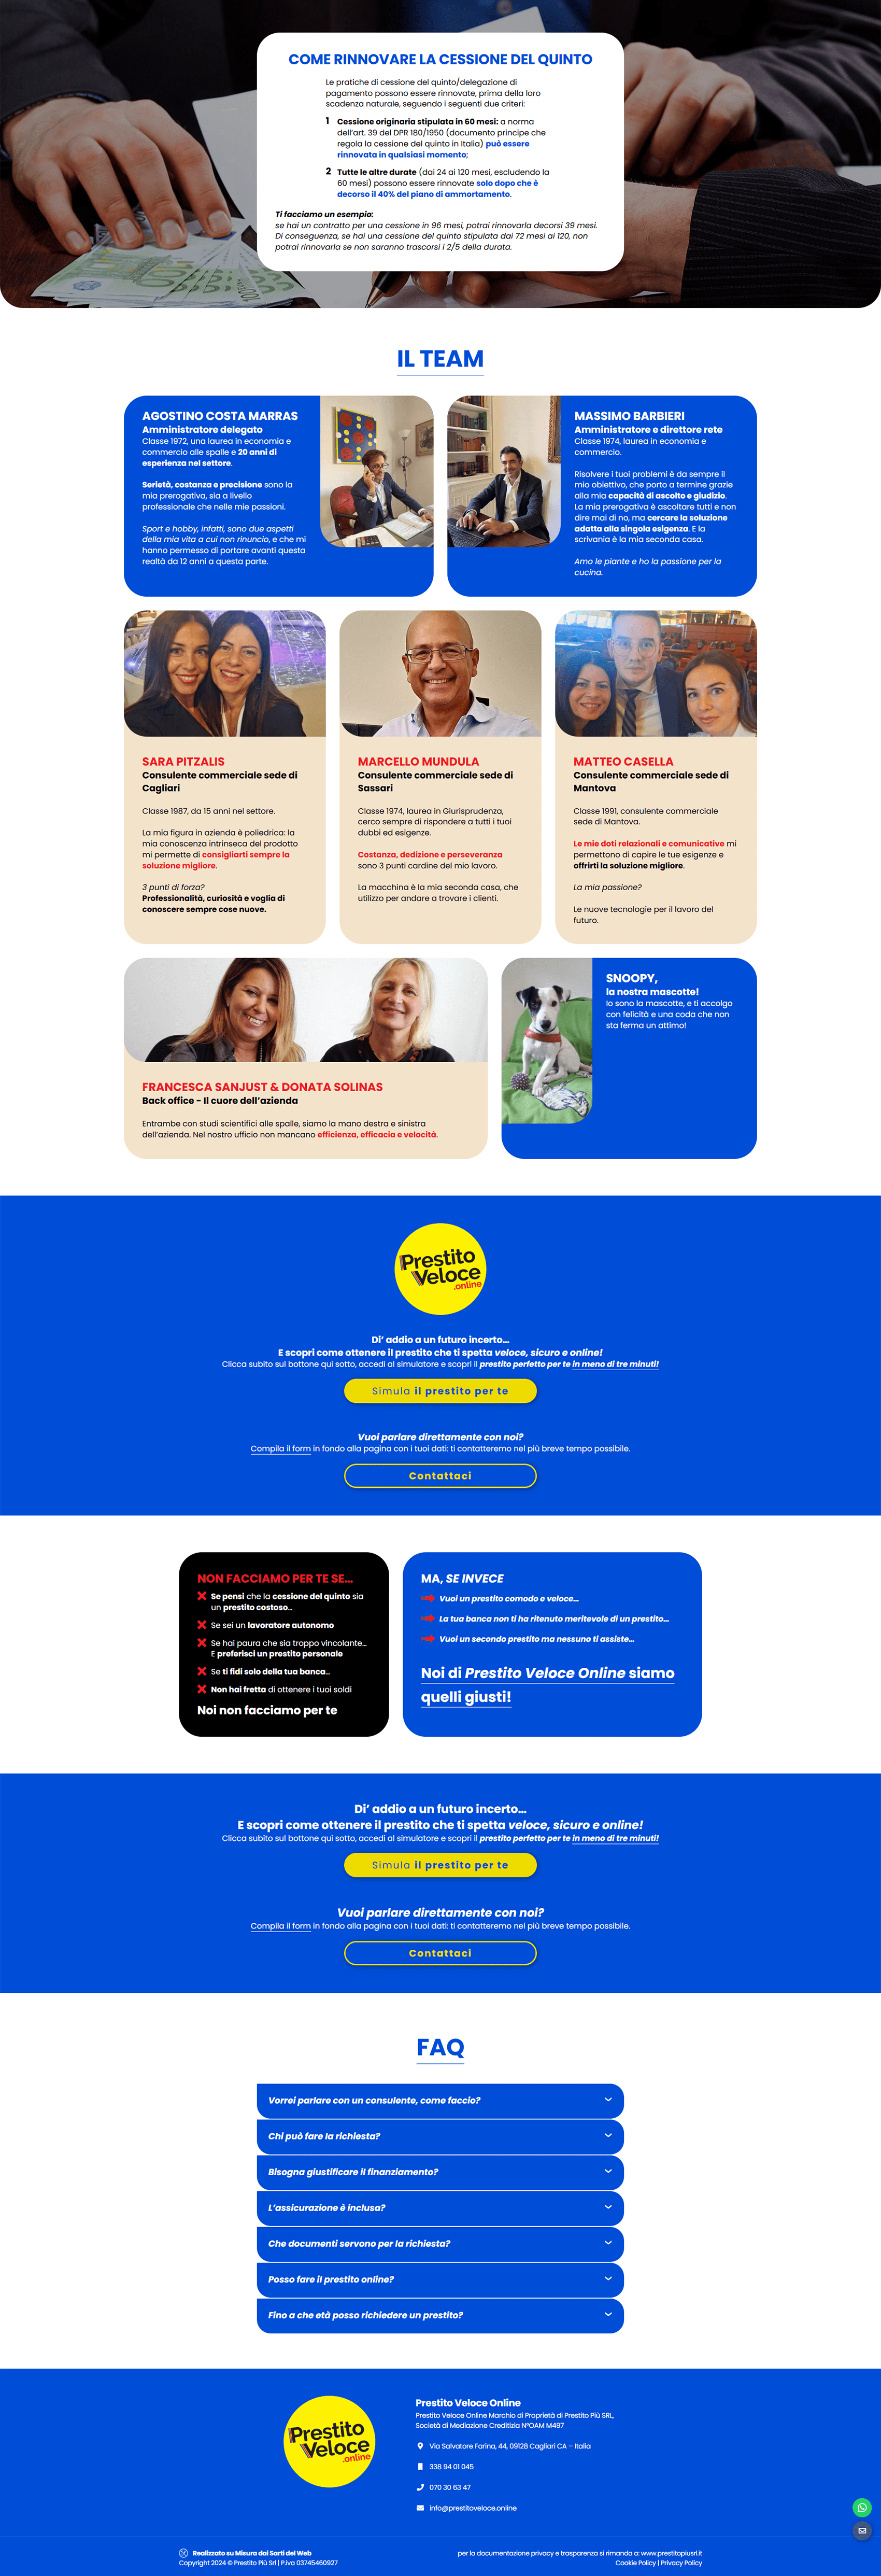 COME RINNOVARE LA CESSIONE DEL QUINTO
Le pratiche di cessione del quinto/delegazione di
pagamento possono essere rinnovate, prima della loro
scadenza naturale, seguendo i seguenti due criteri:
1 Cessione originaria stipulata in 60 mesi: a norma
dell'art. 39 del DPR 180/1950 (documento principe che
regola la cessione del quinto in Italia) può essere
rinnovata in qualsiasi momento;
2 Tutte le altre durate (dai 24 ai 120 mesi, escludendo la
60 mesi) possono essere rinnovate solo dopo che è
decorso il 40% del piano di ammortamento.
Ti facciamo un esempio:
se hai un contratto per una cessione in 96 mesi, potrai rinnovarla decorsi 39 mesi.
Di conseguenza, se hai una cessione del quinto stipulata dai 72 mesi ai 120, non
potrai rinnovarla se non saranno trascorsi i 2/5 della durata.
IL TEAM
AGOSTINO COSTA MARRAS
Amministratore delegato
Classe 1972, una laurea in economia e
commercio alle spalle e 20 anni di
esperienza nel settore.
Serietà, costanza e precisione sono la
mia prerogativa, sia a livello
professionale che nelle mie passioni.
Sport e hobby, infatti, sono due aspetti
della mia vita a cui non rinuncio, e che mi
hanno permesso di portare avanti questa
realtà da 12 anni a questa parte.
MASSIMO BARBIERI
Amministratore e direttore rete
Classe 1974, laurea in economia e
commercio.
Risolvere i tuoi problemi è da sempre il
mio obiettivo, che porto a termine grazie
alla mia capacità di ascolto e giudizio.
La mia prerogativa è ascoltare tutti e non
dire mai di no, ma cercare la soluzione
adatta alla singola esigenza. E la
scrivania è la mia seconda casa.
Amo le piante e ho la passione per la
cucina.
SARA PITZALIS
Consulente commerciale sede di
Cagliari
Classe 1987, da 15 anni nel settore.
La mia figura in azienda è poliedrica: la
mia conoscenza intrinseca del prodotto
mi permette di consigliarti sempre la
soluzione migliore.
3 punti di forza?
Professionalità, curiosità e voglia di
conoscere sempre cose nuove.
MARCELLO MUNDULA
Consulente commerciale sede di
Sassari
Classe 1974, laurea in Giurisprudenza,
cerco sempre di rispondere a tutti i tuoi
dubbi ed esigenze.
Costanza, dedizione e perseveranza
sono 3 punti cardine del mio lavoro.
La macchina è la mia seconda casa, che
utilizzo per andare a trovare i clienti.
MATTEO CASELLA
Consulente commerciale sede di
Mantova
Classe 1991, consulente commerciale
sede di Mantova.
Le mie doti relazionali e comunicative mi
permettono di capire le tue esigenze e
offrirti la soluzione migliore.
La mia passione?
Le nuove tecnologie per il lavoro del
futuro.
FRANCESCA SANJUST & DONATA SOLINAS
Back office - Il cuore dell'azienda
Entrambe con studi scientifici alle spalle, siamo la mano destra e sinistra
dell'azienda. Nel nostro ufficio non mancano efficienza, efficacia e velocità.
SNOOPY,
la nostra mascotte!
Io sono la mascotte, e ti accolgo
con felicità e una coda che non
sta ferma un attimo!
Prestito
Veloce
.online
Di' addio a un futuro incerto...
E scopri come ottenere il prestito che ti spetta veloce, sicuro e online!
Clicca subito sul bottone qui sotto, accedi al simulatore e scopri il prestito perfetto per te in meno di tre minuti!
Simula il prestito per te
Vuoi parlare direttamente con noi?
Compila il form in fondo alla pagina con i tuoi dati: ti contatteremo nel più breve tempo possibile.
Contattaci
NON FACCIAMO PER TE SE...
Se pensi che la cessione del quinto sia
un prestito costoso...
Se sei un lavoratore autonomo
Se hai paura che sia troppo vincolante...
E preferisci un prestito personale
Se ti fidi solo della tua banca...
Non hai fretta di ottenere i tuoi soldi
Noi non facciamo per te
MA, SE INVECE
Vuoi un prestito comodo e veloce...
La tua banca non ti ha ritenuto meritevole di un prestito...
Vuoi un secondo prestito ma nessuno ti assiste...
Noi di Prestito Veloce Online siamo
quelli giusti!
Di' addio a un futuro incerto...
E scopri come ottenere il prestito che ti spetta veloce, sicuro e online!
Clicca subito sul bottone qui sotto, accedi al simulatore e scopri il prestito perfetto per te in meno di tre minuti!
Simula il prestito per te
Vuoi parlare direttamente con noi?
Compila il form in fondo alla pagina con i tuoi dati: ti contatteremo nel più breve tempo possibile.
Contattaci
FAQ
Vorrei parlare con un consulente, come faccio?
Chi può fare la richiesta?
Bisogna giustificare il finanziamento?
L'assicurazione è inclusa?
Che documenti servono per la richiesta?
Posso fare il prestito online?
Fino a che età posso richiedere un prestito?
Prestito
Veloce
.online
Prestito Veloce Online
Prestito Veloce Online Marchio di Proprietà di Prestito Più SRL,
Società di Mediazione Creditizia N°OAM M497
Via Salvatore Farina, 44, 09128 Cagliari CA – Italia
338 94 01 045
070 30 63 47
info@prestitoveloce.online
Realizzato su Misura dai Sarti del Web
Copyright 2024 © Prestito Più Srl | P.iva 03745460927
per la documentazione privacy e trasparenza si rimanda a: www.prestitopiusrl.it
Cookie Policy | Privacy Policy